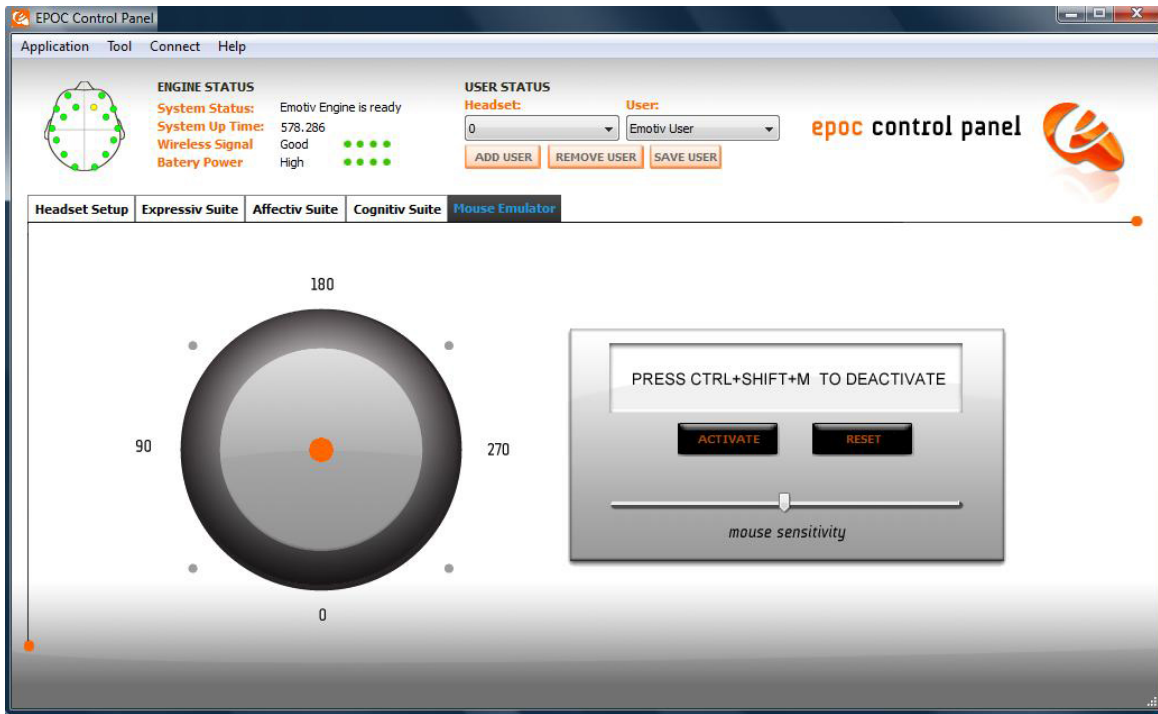 EPOC Control Panel
Application Tool Connect Help
ENGINE STATUS
System Status: Emotiv Engine is ready
System Up Time: 578.286
Wireless Signal Good
Batery Power High
USER STATUS
Headset: User:
0 Emotiv User
ADD USER REMOVE USER SAVE USER
epoc control panel
Headset Setup Expressiv Suite Affectiv Suite Cognitiv Suite Mouse Emulator
180
90
270
0
PRESS CTRL+SHIFT+M TO DEACTIVATE
ACTIVATE RESET
mouse sensitivity